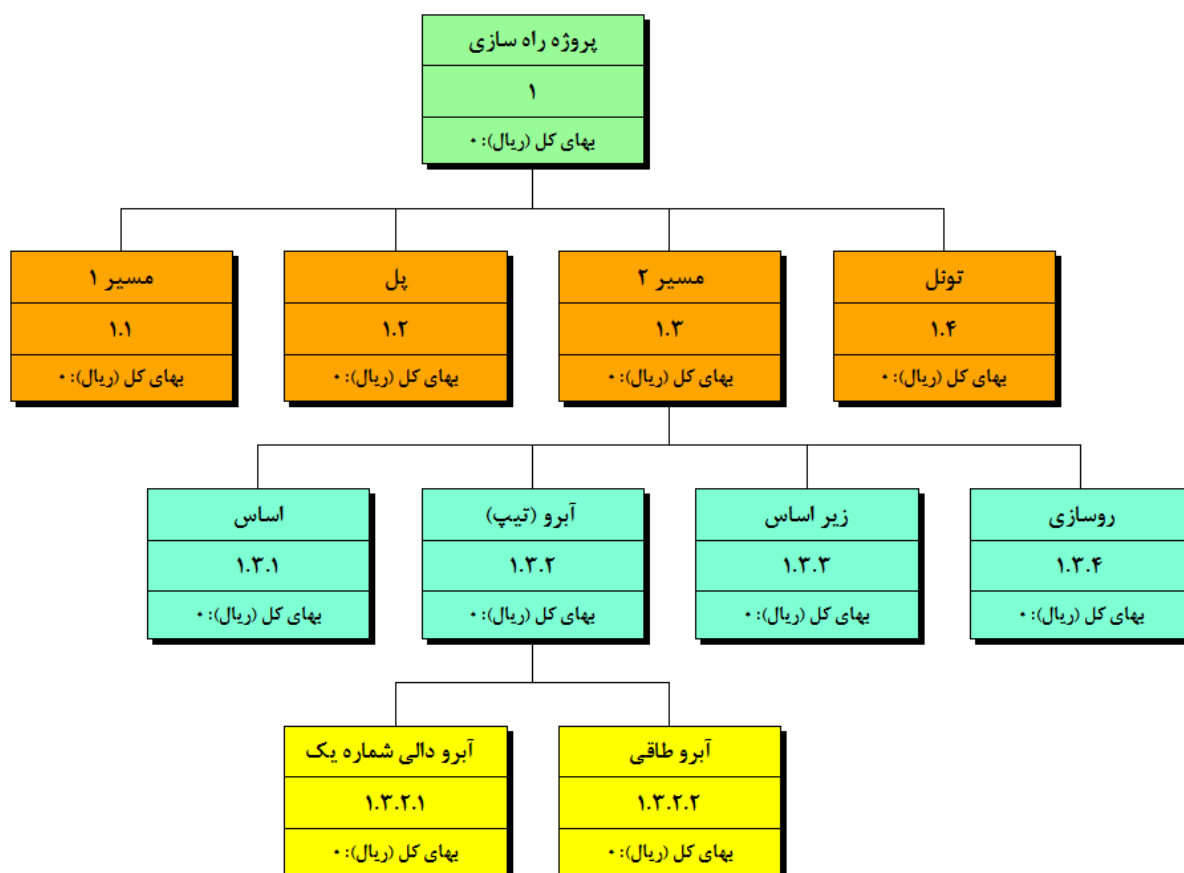 پروژه راه سازی
۱
بهای کل (ریال): ۰
مسیر ۱
۱.۱
بهای کل (ریال): ۰
پل
۱.۲
بهای کل (ریال): ۰
مسیر ۲
۱.۳
بهای کل (ریال): ۰
تونل
۱.۴
بهای کل (ریال): ۰
اساس
۱.۳.۱
بهای کل (ریال): ۰
آبرو (تیپ)
۱.۳.۲
بهای کل (ریال): ۰
زیر اساس
۱.۳.۳
بهای کل (ریال): ۰
روسازی
۱.۳.۴
بهای کل (ریال): ۰
آبرو دالی شماره یک
۱.۳.۲.۱
بهای کل (ریال): ۰
آبرو طاقی
۱.۳.۲.۲
بهای کل (ریال): ۰